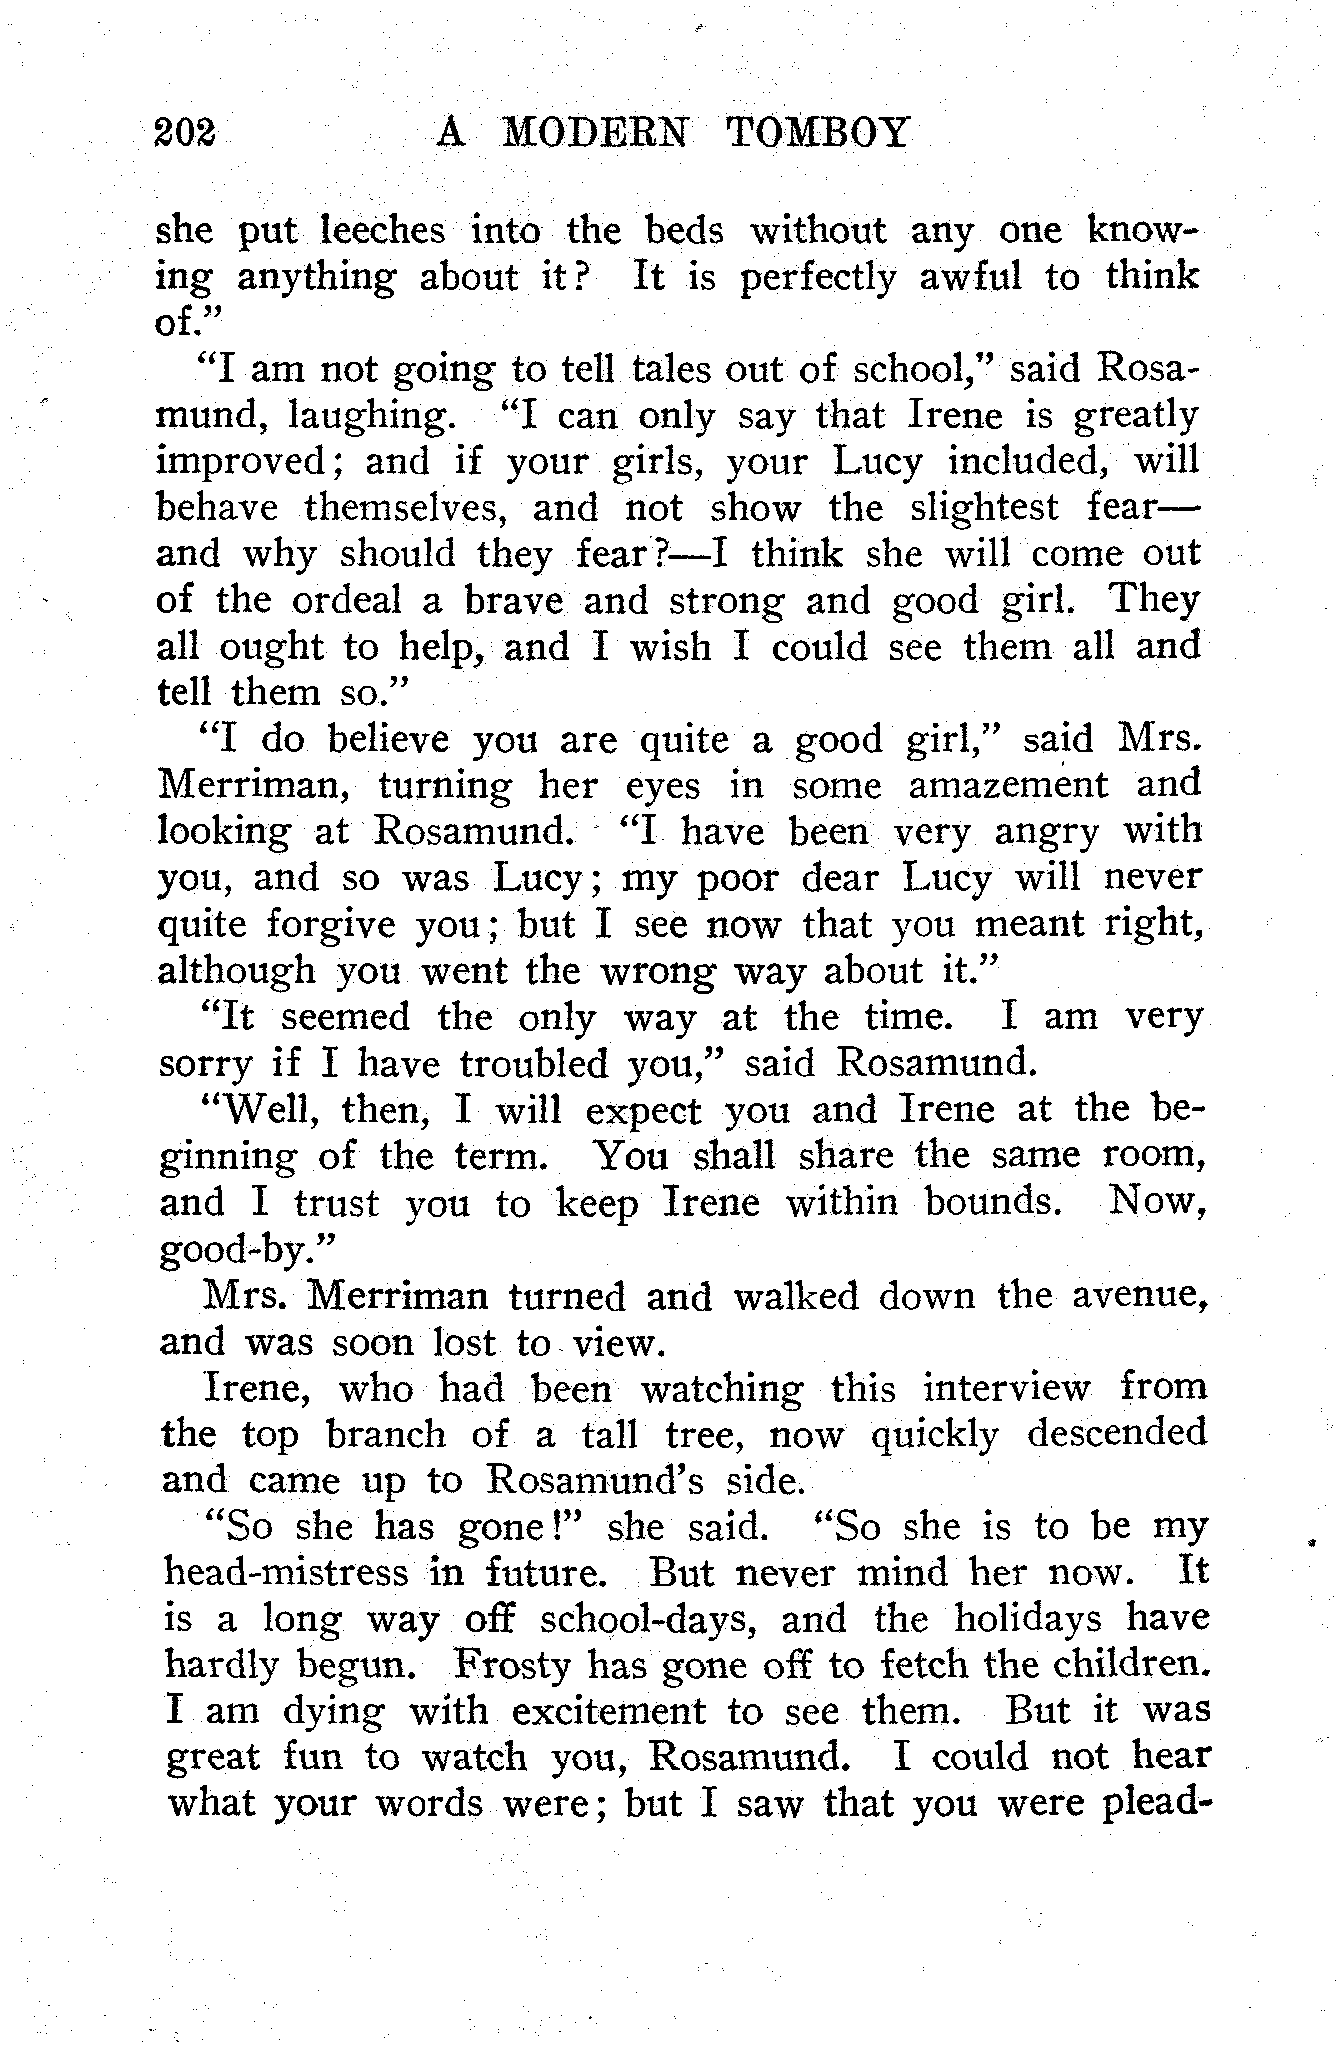 202 A MODERN TOMBOY
she put leeches into the beds without any one know-
ing anything about it? It is perfectly awful to think
of.”
“I am not going to tell tales out of school,” said Rosa-
mund, laughing. “I can only say that Irene is greatly
improved; and if your girls, your Lucy included, will
behave themselves, and not show the slightest fear—
and why should they fear?—I think she will come out
of the ordeal a brave and strong and good girl. They
all ought to help, and I wish I could see them all and
tell them so.”
“I do believe you are quite a good girl,” said Mrs.
Merriman, turning her eyes in some amazement and
looking at Rosamund. “I have been very angry with
you, and so was Lucy; my poor dear Lucy will never
quite forgive you; but I see now that you meant right,
although you went the wrong way about it.”
“It seemed the only way at the time. I am very
sorry if I have troubled you,” said Rosamund.
“Well, then, I will expect you and Irene at the be-
ginning of the term. You shall share the same room,
and I trust you to keep Irene within bounds. Now,
good-by.”
Mrs. Merriman turned and walked down the avenue,
and was soon lost to view.
Irene, who had been watching this interview from
the top branch of a tall tree, now quickly descended
and came up to Rosamund’s side.
“So she has gone!” she said. “So she is to be my
head-mistress in future. But never mind her now. It
is a long way off school-days, and the holidays have
hardly begun. Frosty has gone off to fetch the children.
I am dying with excitement to see them. But it was
great fun to watch you, Rosamund. I could not hear
what your words were; but I saw that you were plead-